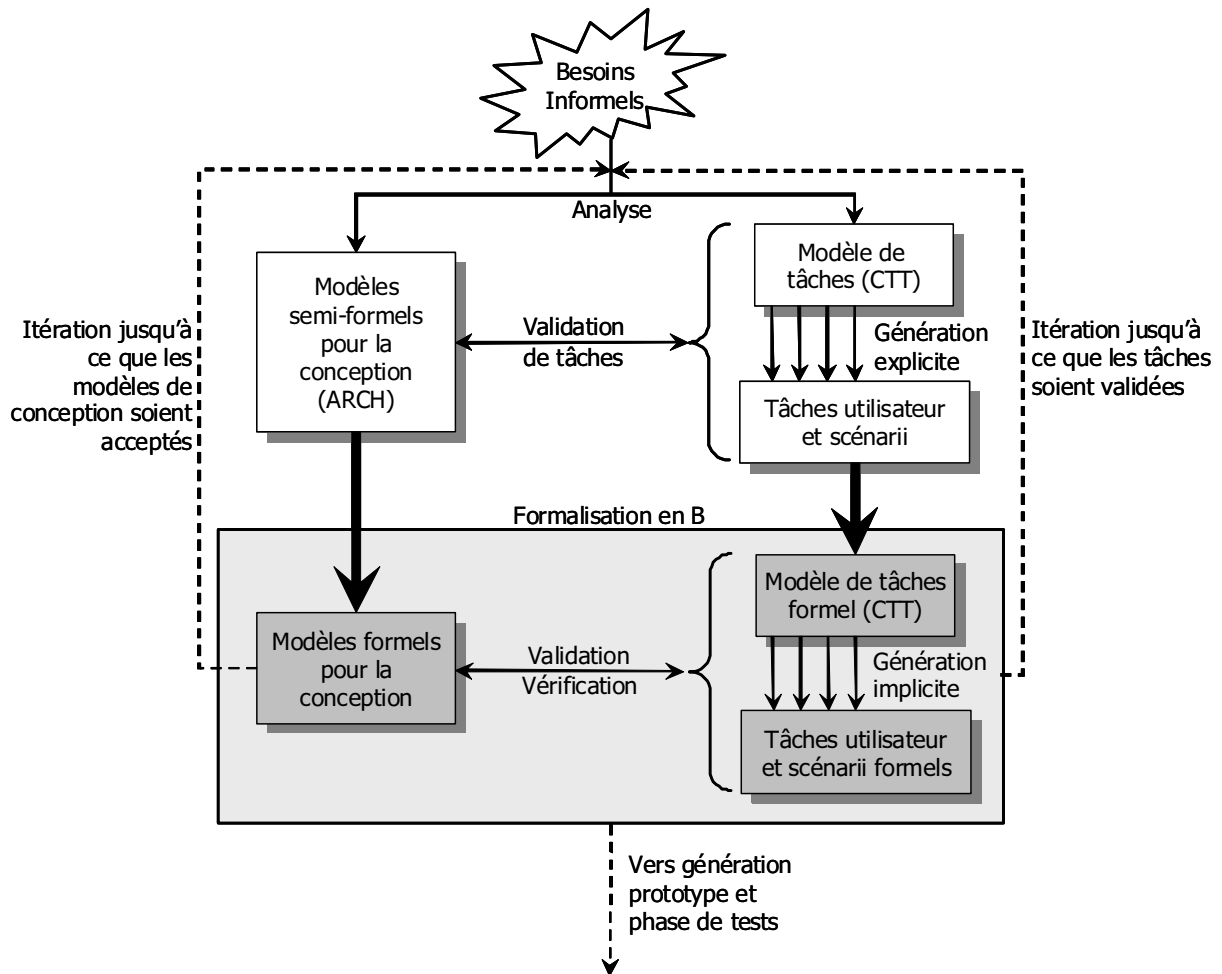 Besoins
Informels
Analyse
Modèles
semi-formels
pour la
conception
(ARCH)
Validation
de tâches
Modèle de
tâches (CTT)
Génération
explicite
Tâches utilisateur
et scénarii
Itération jusqu'à
ce que les
modèles de
conception soient
acceptés
Itération jusqu'à
ce que les tâches
soient validées
Formalisation en B
Modèles formels
pour la
conception
Validation
Vérification
Modèle de tâches
formel (CTT)
Génération
implicite
Tâches utilisateur
et scénarii formels
Vers génération
prototype et
phase de tests